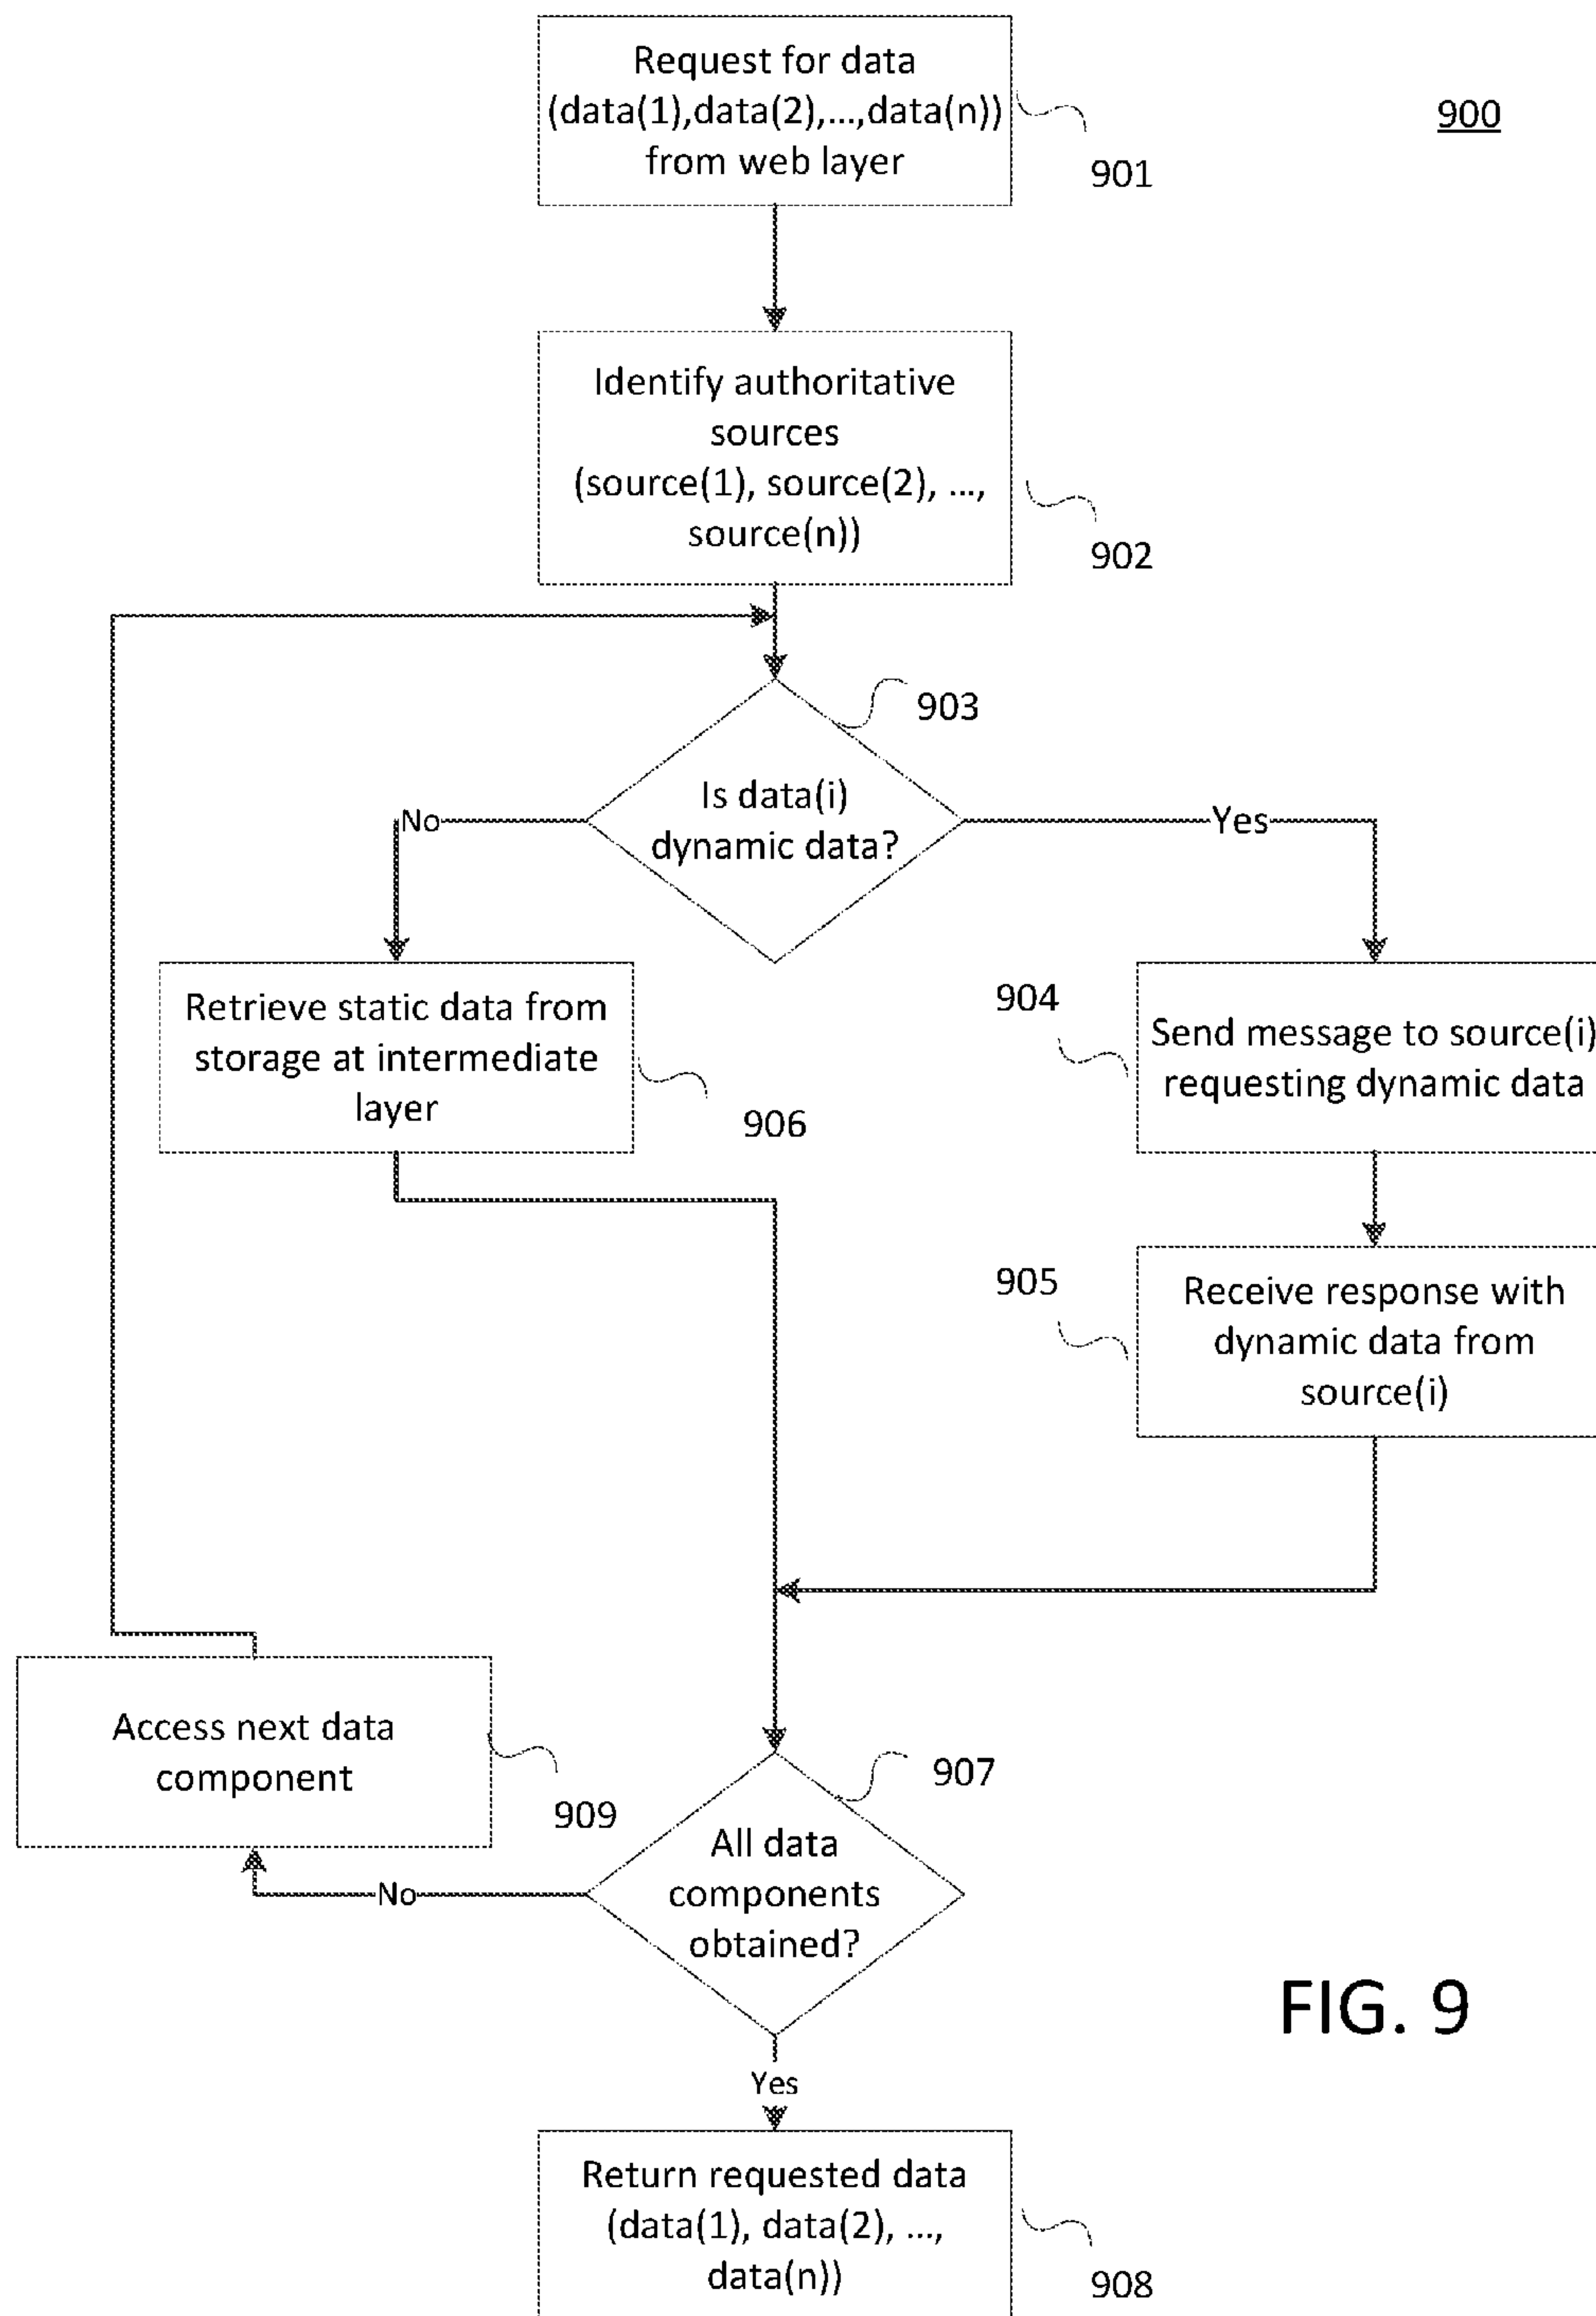 Request for data
(data(1),data(2),...,data(n))
from web layer
900
901
Identify authoritative
sources
(source(1), source(2), ...,
source(n))
902
903
Is data(i)
dynamic data?
No
Yes
Retrieve static data from
storage at intermediate
layer
906
904
Send message to source(i)
requesting dynamic data
905
Receive response with
dynamic data from
source(i)
Access next data
component
909
907
All data
components
obtained?
No
FIG. 9
Yes
Return requested data
(data(1), data(2), ...,
data(n))
908